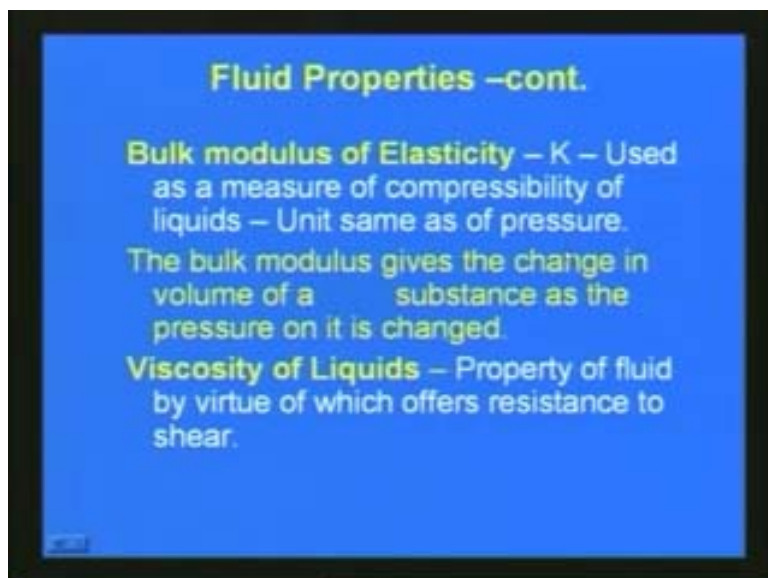 Fluid Properties –cont.
Bulk modulus of Elasticity – K – Used
as a measure of compressibility of
liquids – Unit same as of pressure.
The bulk modulus gives the change in
volume of a substance as the
pressure on it is changed.
Viscosity of Liquids – Property of fluid
by virtue of which offers resistance to
shear.